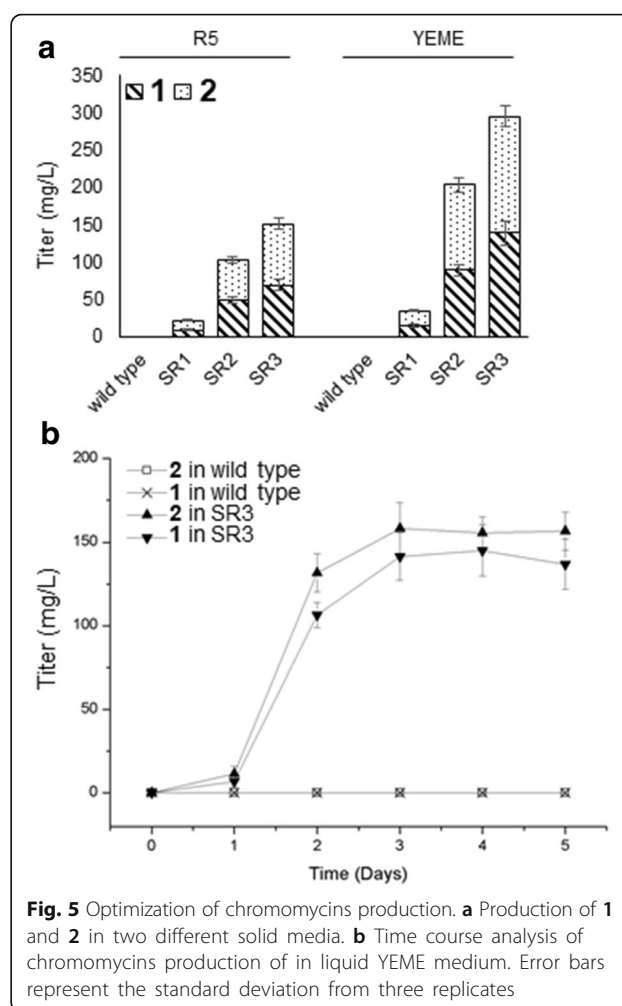 a
R5 YEME
350
300
250
200
150
100
50
0
Titer (mg/L)
1 2
wild type SR1 SR2 SR3 wild type SR1 SR2 SR3
b
200
150
100
50
0
Titer (mg/L)
2 in wild type
1 in wild type
2 in SR3
1 in SR3
0 1 2 3 4 5
Time (Days)
Fig. 5 Optimization of chromomycins production. a Production of 1
and 2 in two different solid media. b Time course analysis of
chromomycins production of in liquid YEME medium. Error bars
represent the standard deviation from three replicates